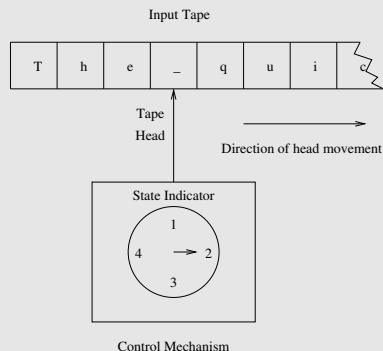 Input Tape
T h e _ q u i c
Tape
Head
Direction of head movement
State Indicator
1
4 2
3
Control Mechanism